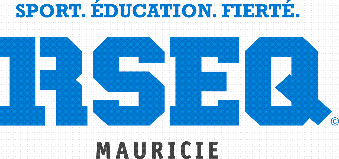 SPORT. ÉDUCATION. FIERTÉ.
RSEQ©
MAURICIE